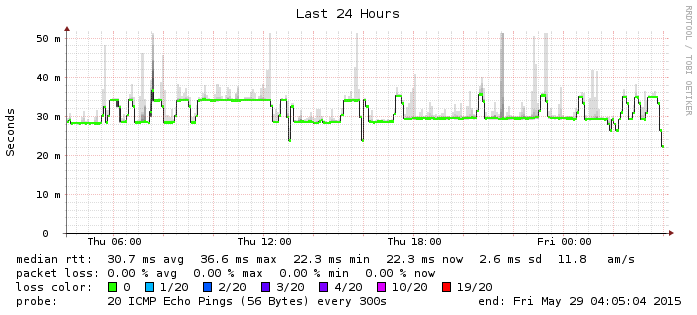 Last 24 Hours
RRDTOOL / TOBI OETIKER
Seconds
50 m
40 m
30 m
20 m
10 m
0
Thu 06:00 Thu 12:00 Thu 18:00 Fri 00:00
median rtt: 30.7 ms avg 36.6 ms max 22.3 ms min 22.3 ms now 2.6 ms sd 11.8 am/s
packet loss: 0.00 % avg 0.00 % max 0.00 % min 0.00 % now
loss color: 0 1/20 2/20 3/20 4/20 10/20 19/20
probe: 20 ICMP Echo Pings (56 Bytes) every 300s end: Fri May 29 04:05:04 2015